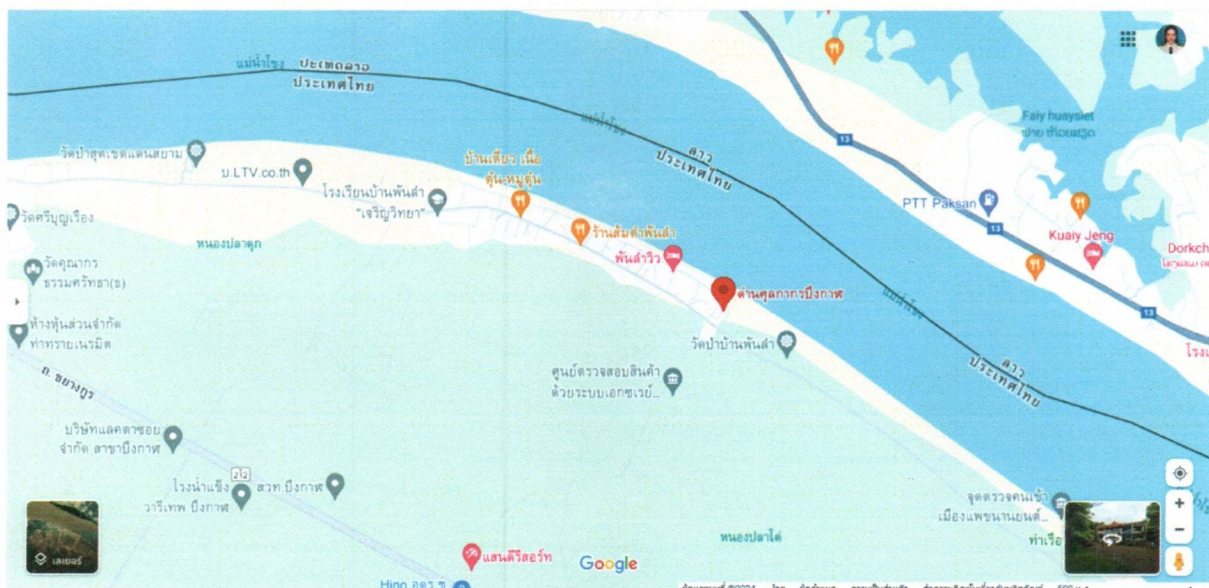 แม่น้ำโขง
ປະເທດລາວ
ประเทศไทย
แม่น้ำโขง
ลาว
ประเทศไทย
13
Faiy huaysiet
ฝาย ห้วยเสียด
วัดป่าสุดเขตแดนสยาม
บ.LTV.co.th
โรงเรียนบ้านพันลำ
"เจริญวิทยา"
บ้านเตี๋ยว เนื้อ
ตุ๋น-หมูตุ๋น
ร้านส้มตำพันลำ
พันลำวิว
ด่านศุลกากรบึงกาฬ
PTT Paksan
13
Kuaiy Jeng
Dorkch
วัดศรีบุญเรือง
หนองปลาดุก
วัดคุณากร
ธรรมศรัทธา(ธ)
ห้างหุ้นส่วนจำกัด
ท่าทรายเนรมิต
แม่น้ำโขง
13
วัดป่าบ้านพันลำ
ศูนย์ตรวจสอบสินค้า
ด้วยระบบเอกซเรย์...
ลาว
ประเทศไทย
ถ. ชยางกูร
บริษัทแลคตาซอย
จำกัด สาขาบึงกาฬ
212
โรงน้ำแข็ง
วารีเทพ บึงกาฬ
สวท.บึงกาฬ
จุดตรวจคนเข้า
เมืองแพขนานยนต์...
ท่าเรือ
หนองปลาโด่
เลเยอร์
แสนดีรีสอร์ท
Google